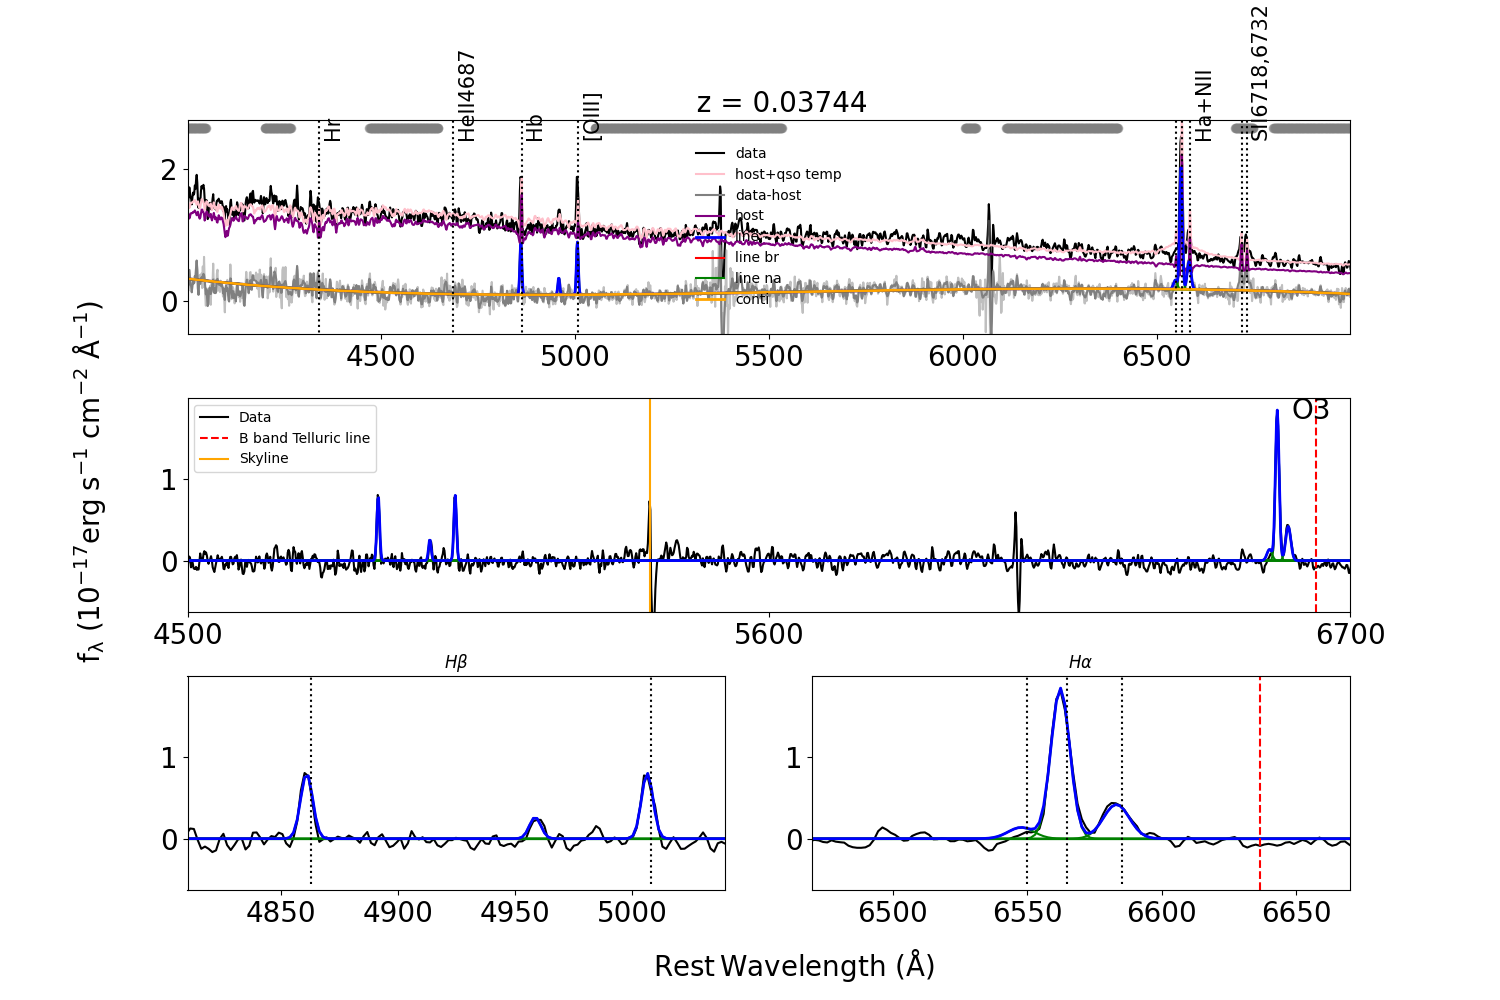 z = 0.03744
Hr
HeII4687
Hb
[OIII]
Ha+NII
SII6718,6732
data
host+qso temp
data-host
host
line
line br
line na
conti
2
0
4500
5000
5500
6000
6500
Data
B band Telluric line
Skyline
O3
1
0
4500
5600
6700
fλ (10⁻¹⁷erg s⁻¹ cm⁻² Å⁻¹)
Hβ
1
0
4850
4900
4950
5000
Hα
1
0
6500
6550
6600
6650
Rest Wavelength (Å)